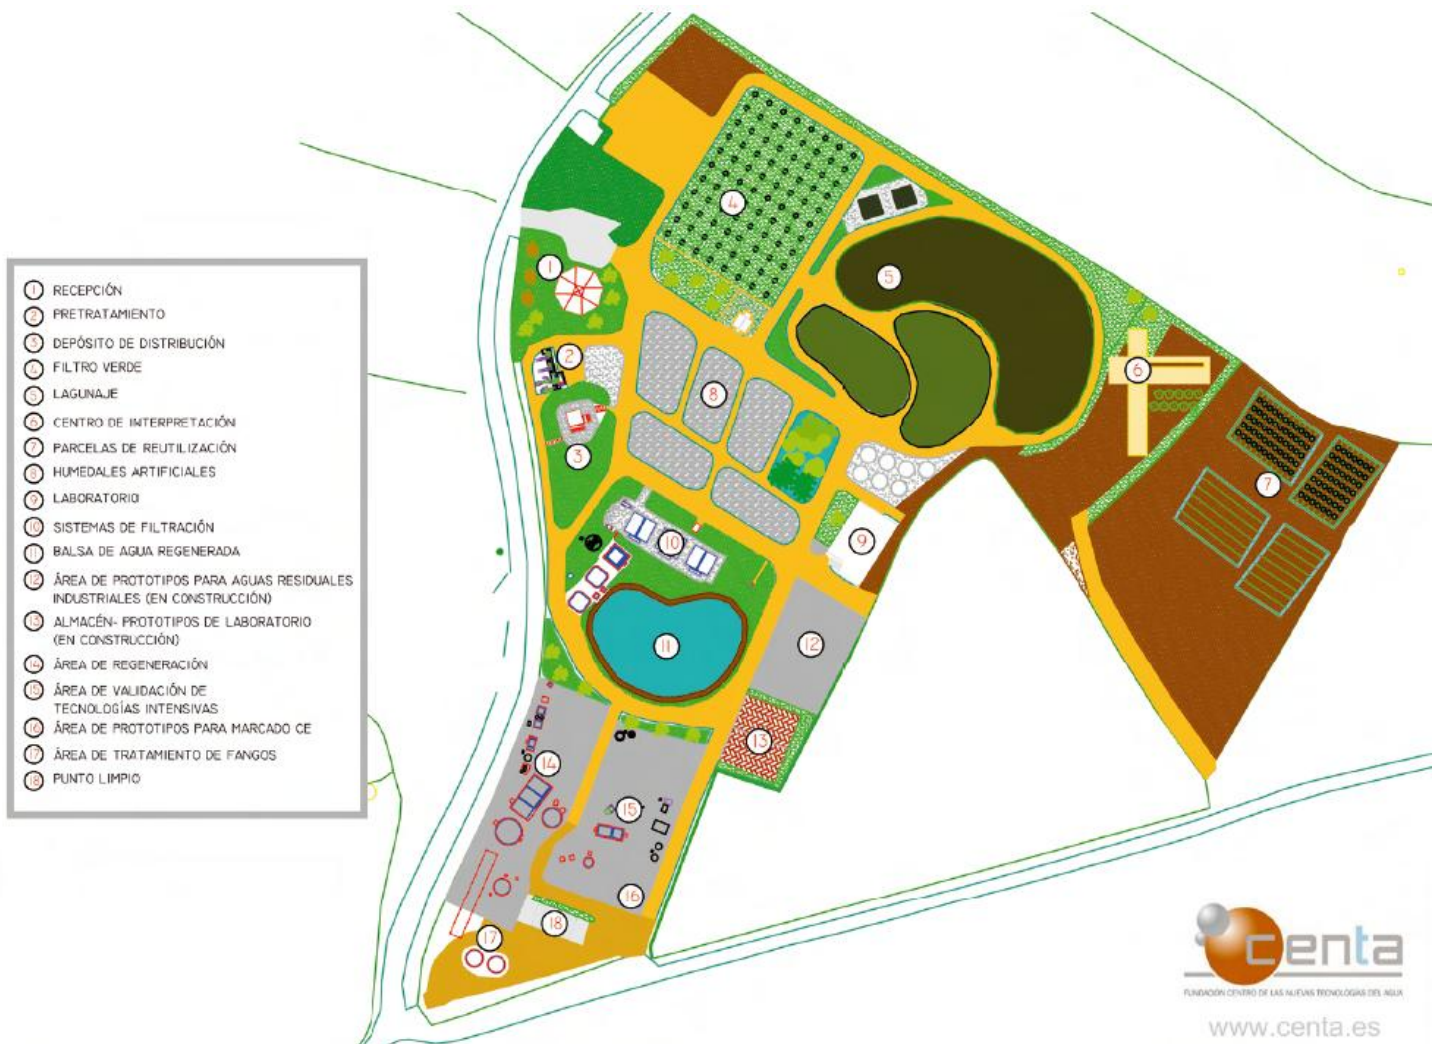 1 RECEPCIÓN
2 PRETRATAMIENTO
3 DEPÓSITO DE DISTRIBUCIÓN
4 FILTRO VERDE
5 LAGUNAJE
6 CENTRO DE INTERPRETACIÓN
7 PARCELAS DE REUTILIZACIÓN
8 HUMEDALES ARTIFICIALES
9 LABORATORIO
10 SISTEMAS DE FILTRACIÓN
11 BALSA DE AGUA REGENERADA
12 ÁREA DE PROTOTIPOS PARA AGUAS RESIDUALES
INDUSTRIALES (EN CONSTRUCCIÓN)
13 ALMACÉN- PROTOTIPOS DE LABORATORIO
(EN CONSTRUCCIÓN)
14 ÁREA DE REGENERACIÓN
15 ÁREA DE VALIDACIÓN DE
TECNOLOGÍAS INTENSIVAS
16 ÁREA DE PROTOTIPOS PARA MARCADO CE
17 ÁREA DE TRATAMIENTO DE FANGOS
18 PUNTO LIMPIO
4
1
5
2
6
8
3
7
10
9
11
12
13
14
15
16
18
17
centa
FUNDACIÓN CENTRO DE LAS NUEVAS TECNOLOGÍAS DEL AGUA
www.centa.es